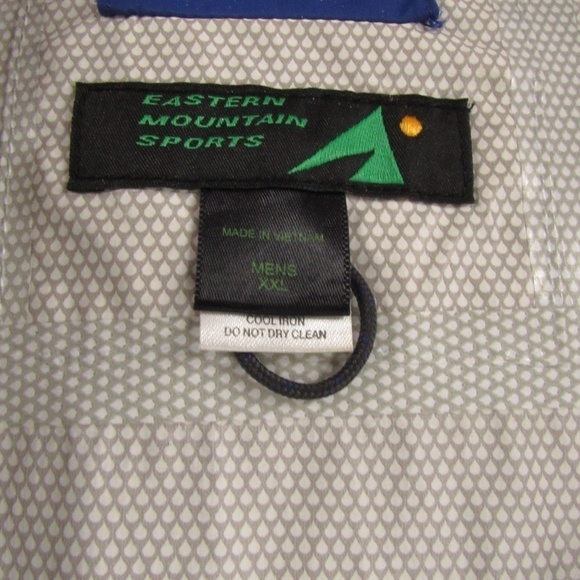 EASTERN
MOUNTAIN
SPORTS
MADE IN VIETNAM
MENS
XXL
COOL IRON
DO NOT DRY CLEAN